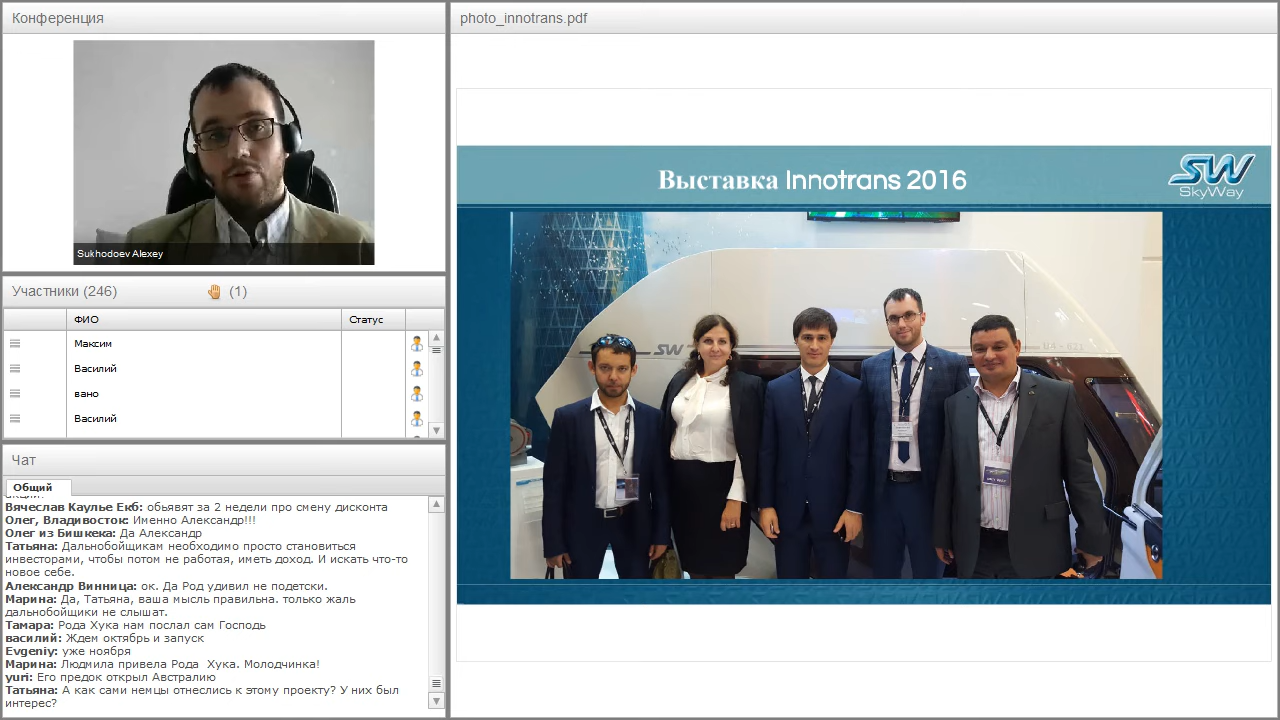 Конференция
Sukhodoev Alexey
Участники (246)
(1)
ФИО
Статус
Максим
Василий
вано
Василий
Чат
Общий
Вячеслав Каулье Екб: обьАвят за 2 недели про смену дисконта
Олег, Владивосток: Именно Александр!!!
Олег из Бишкека: Да Александр
Татьяна: Дальнобойщикам необходимо просто становиться
инвесторами, чтобы потом не работая, иметь доход. И искать что-то
новое себе.
Александр Винница: ок. Да Род удивил не подетски.
Марина: Да, Татьяна, ваша мысль правильна. только жаль
дальнобойщики не слышат.
Тамара: Рода Хука нам послал сам Господь
василий: Ждем октябрь и запуск
Evgeniy: уже ноября
Марина: Людмила привела Рода Хука. Молодчинка!
yuri: Его предок открыл Австралию
Татьяна: А как сами немцы отнеслись к этому проекту? У них был
интерес?
photo_innotrans.pdf
Выставка Innotrans 2016
SW
SkyWay
SW